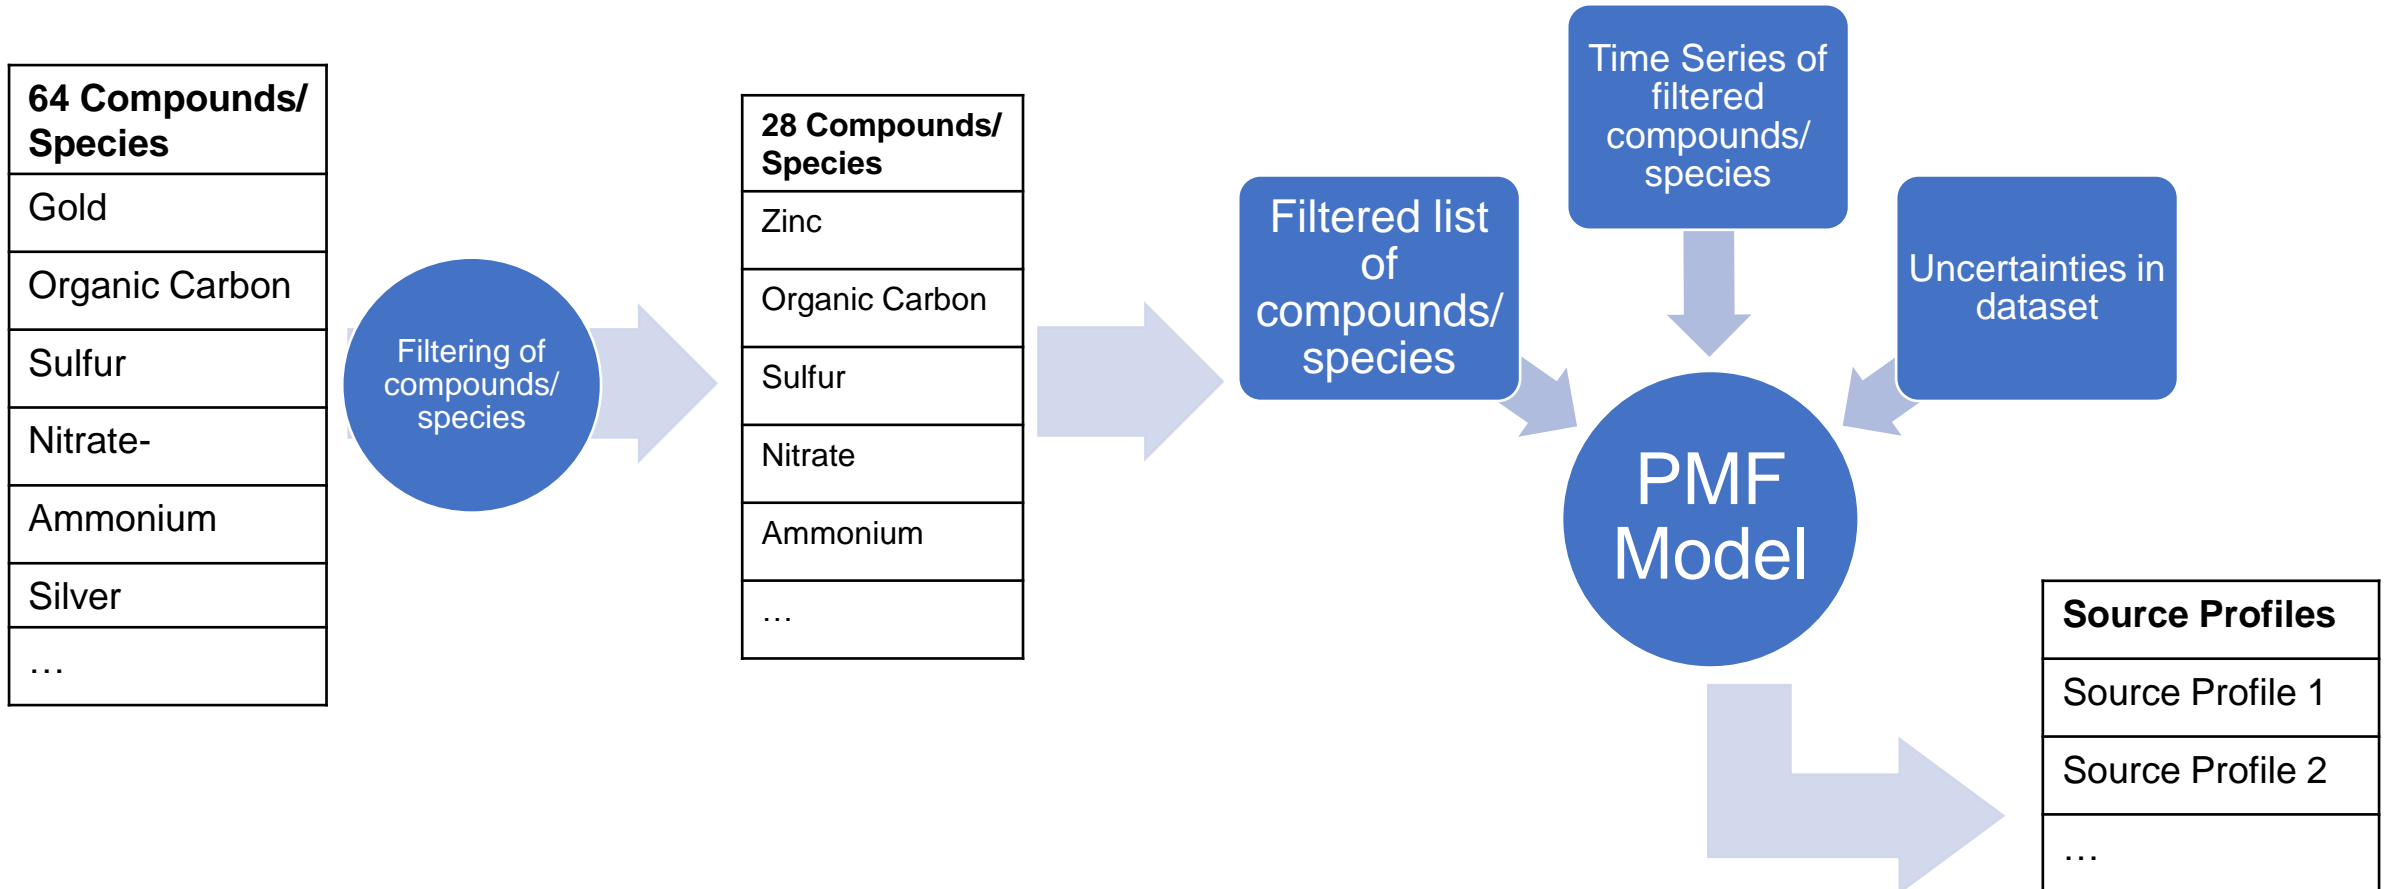 64 Compounds/
Species
Gold
Organic Carbon
Sulfur
Nitrate-
Ammonium
Silver
…
Filtering of
compounds/
species
28 Compounds/
Species
Zinc
Organic Carbon
Sulfur
Nitrate
Ammonium
…
Filtered list
of
compounds/
species
Time Series of
filtered
compounds/
species
Uncertainties in
dataset
PMF
Model
Source Profiles
Source Profile 1
Source Profile 2
…